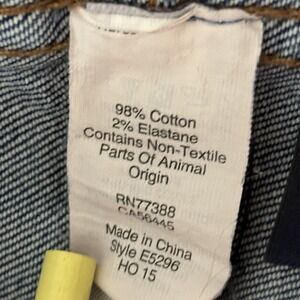 98% Cotton
2% Elastane
Contains Non-Textile
Parts Of Animal
Origin
RN77388
CA56445
Made in China
Style E5296
HO 15